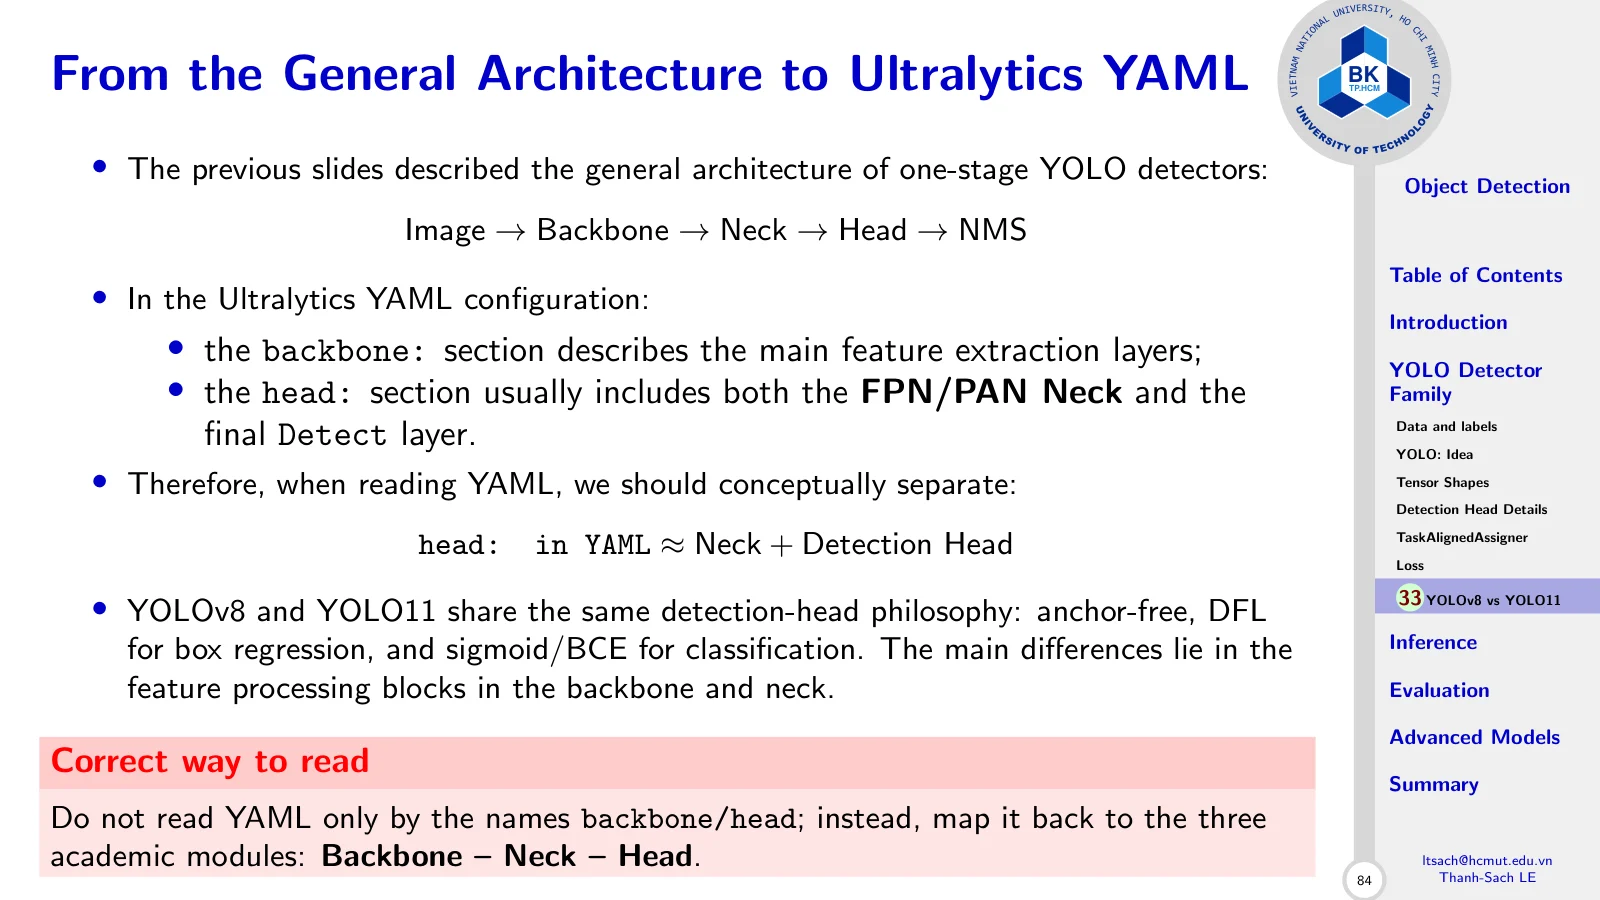 From the General Architecture to Ultralytics YAML
• The previous slides described the general architecture of one-stage YOLO detectors:
Image → Backbone → Neck → Head → NMS
• In the Ultralytics YAML configuration:
• the backbone: section describes the main feature extraction layers;
• the head: section usually includes both the FPN/PAN Neck and the
final Detect layer.
• Therefore, when reading YAML, we should conceptually separate:
head: in YAML ≈ Neck + Detection Head
• YOLOv8 and YOLO11 share the same detection-head philosophy: anchor-free, DFL
for box regression, and sigmoid/BCE for classification. The main differences lie in the
feature processing blocks in the backbone and neck.
Correct way to read
Do not read YAML only by the names backbone/head; instead, map it back to the three
academic modules: Backbone – Neck – Head.
VIETNAM NATIONAL UNIVERSITY, HO CHI MINH CITY
BK
TP.HCM
UNIVERSITY OF TECHNOLOGY
Object Detection
Table of Contents
Introduction
YOLO Detector
Family
Data and labels
YOLO: Idea
Tensor Shapes
Detection Head Details
TaskAlignedAssigner
Loss
33 YOLOv8 vs YOLO11
Inference
Evaluation
Advanced Models
Summary
ltsach@hcmut.edu.vn
Thanh-Sach LE
84